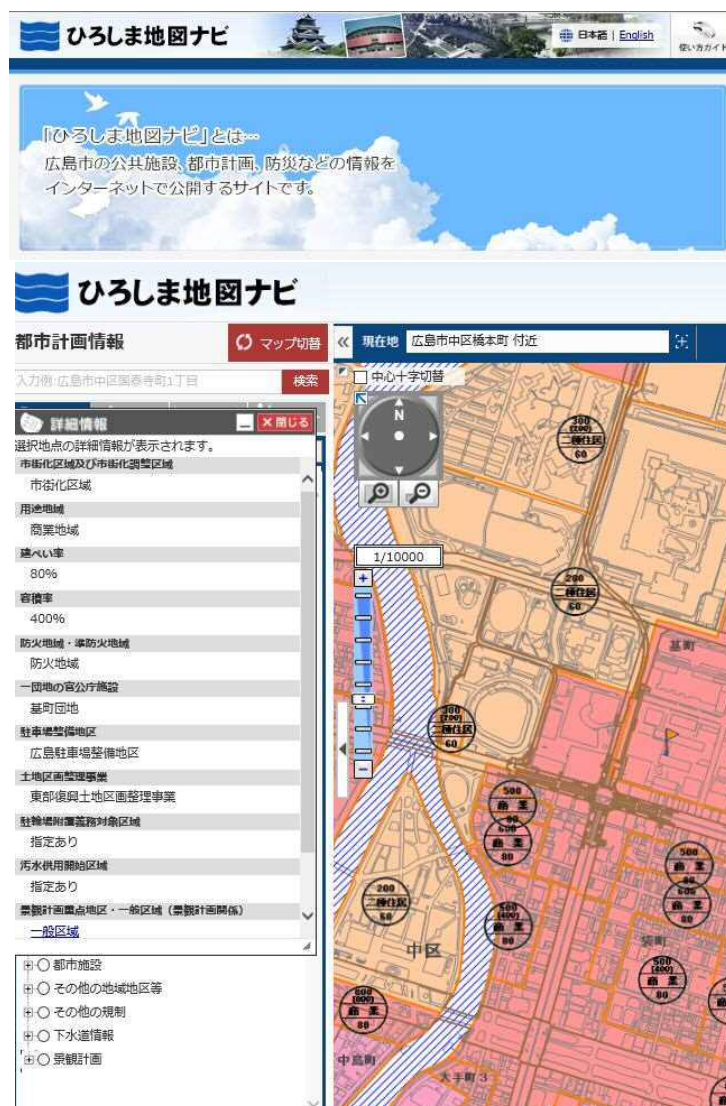 ひろしま地図ナビ
日本語 | English
使い方ガイド
「ひろしま地図ナビ」とは…
広島市の公共施設、都市計画、防災などの情報を
インターネットで公開するサイトです。
ひろしま地図ナビ
都市計画情報
マップ切替
現在地
広島市中区橋本町 付近
入力例:広島市中区国泰寺町1丁目
検索
中心十字切替
N
詳細情報
×閉じる
選択地点の詳細情報が表示されます。
市街化区域及び市街化調整区域
市街化区域
用途地域
商業地域
建ぺい率
80%
容積率
400%
防火地域・準防火地域
防火地域
一団地の官公庁施設
基町団地
駐車場整備地区
広島駐車場整備地区
土地区画整理事業
東部復興土地区画整理事業
駐輪場附置義務対象区域
指定あり
汚水供用開始区域
指定あり
景観計画重点地区・一般区域(景観計画関係)
一般区域
都市施設
その他の地域地区等
その他の規制
下水道情報
景観計画
1/10000
300
(200)
二種住居
60
200
二種住居
60
基町
300
(200)
二種住居
60
500
商業
80
600
商業
80
500
80
600
商業
80
200
二種住居
60
中区
500
(400)
商業
80
袋町
500
(400)
商業
80
商業
80
中島町
大手町3